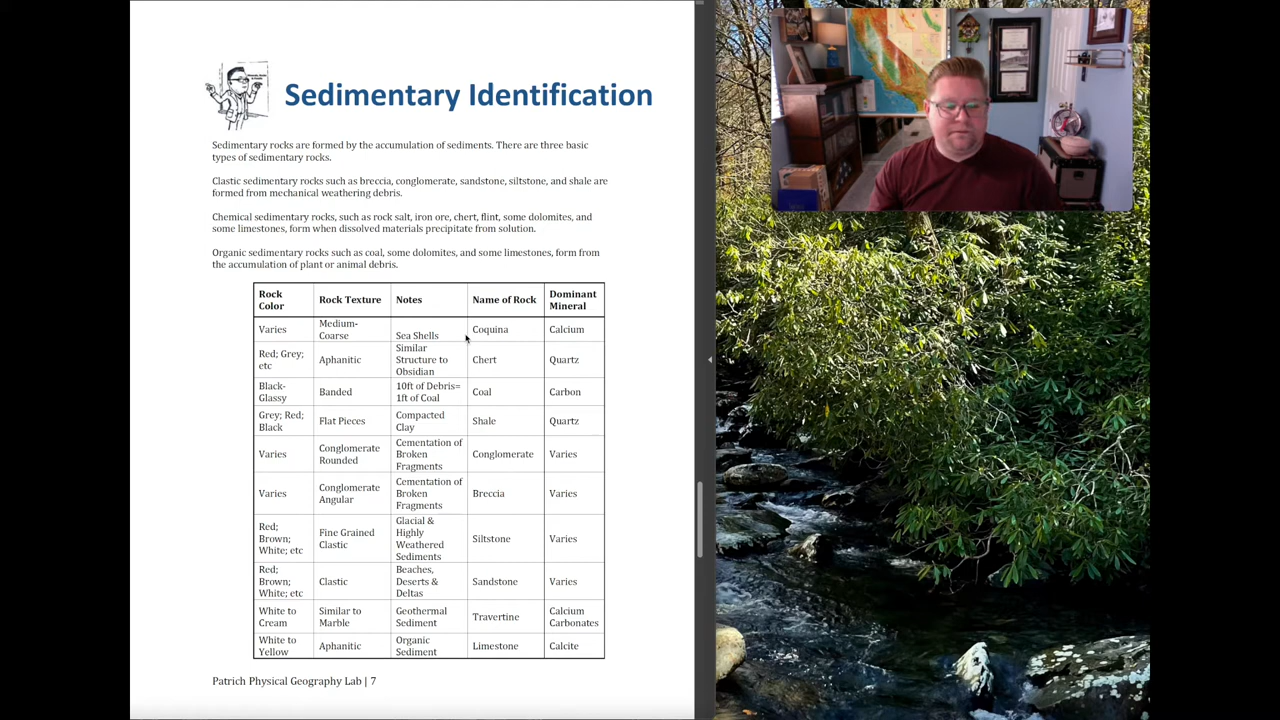 Sedimentary Identification
Sedimentary rocks are formed by the accumulation of sediments. There are three basic
types of sedimentary rocks.
Clastic sedimentary rocks such as breccia, conglomerate, sandstone, siltstone, and shale are
formed from mechanical weathering debris.
Chemical sedimentary rocks, such as rock salt, iron ore, chert, flint, some dolomites, and
some limestones, form when dissolved materials precipitate from solution.
Organic sedimentary rocks such as coal, some dolomites, and some limestones, form from
the accumulation of plant or animal debris.
Rock Color | Rock Texture | Notes | Name of Rock | Dominant Mineral
Varies | Medium-Coarse | Sea Shells | Coquina | Calcium
Red; Grey; etc | Aphanitic | Similar Structure to Obsidian | Chert | Quartz
Black-Glassy | Banded | 10ft of Debris= 1ft of Coal | Coal | Carbon
Grey; Red; Black | Flat Pieces | Compacted Clay | Shale | Quartz
Varies | Conglomerate Rounded | Cementation of Broken Fragments | Conglomerate | Varies
Varies | Conglomerate Angular | Cementation of Broken Fragments | Breccia | Varies
Red; Brown; White; etc | Fine Grained Clastic | Glacial & Highly Weathered Sediments | Siltstone | Varies
Red; Brown; White; etc | Clastic | Beaches, Deserts & Deltas | Sandstone | Varies
White to Cream | Similar to Marble | Geothermal Sediment | Travertine | Calcium Carbonates
White to Yellow | Aphanitic | Organic Sediment | Limestone | Calcite
Patrich Physical Geography Lab | 7